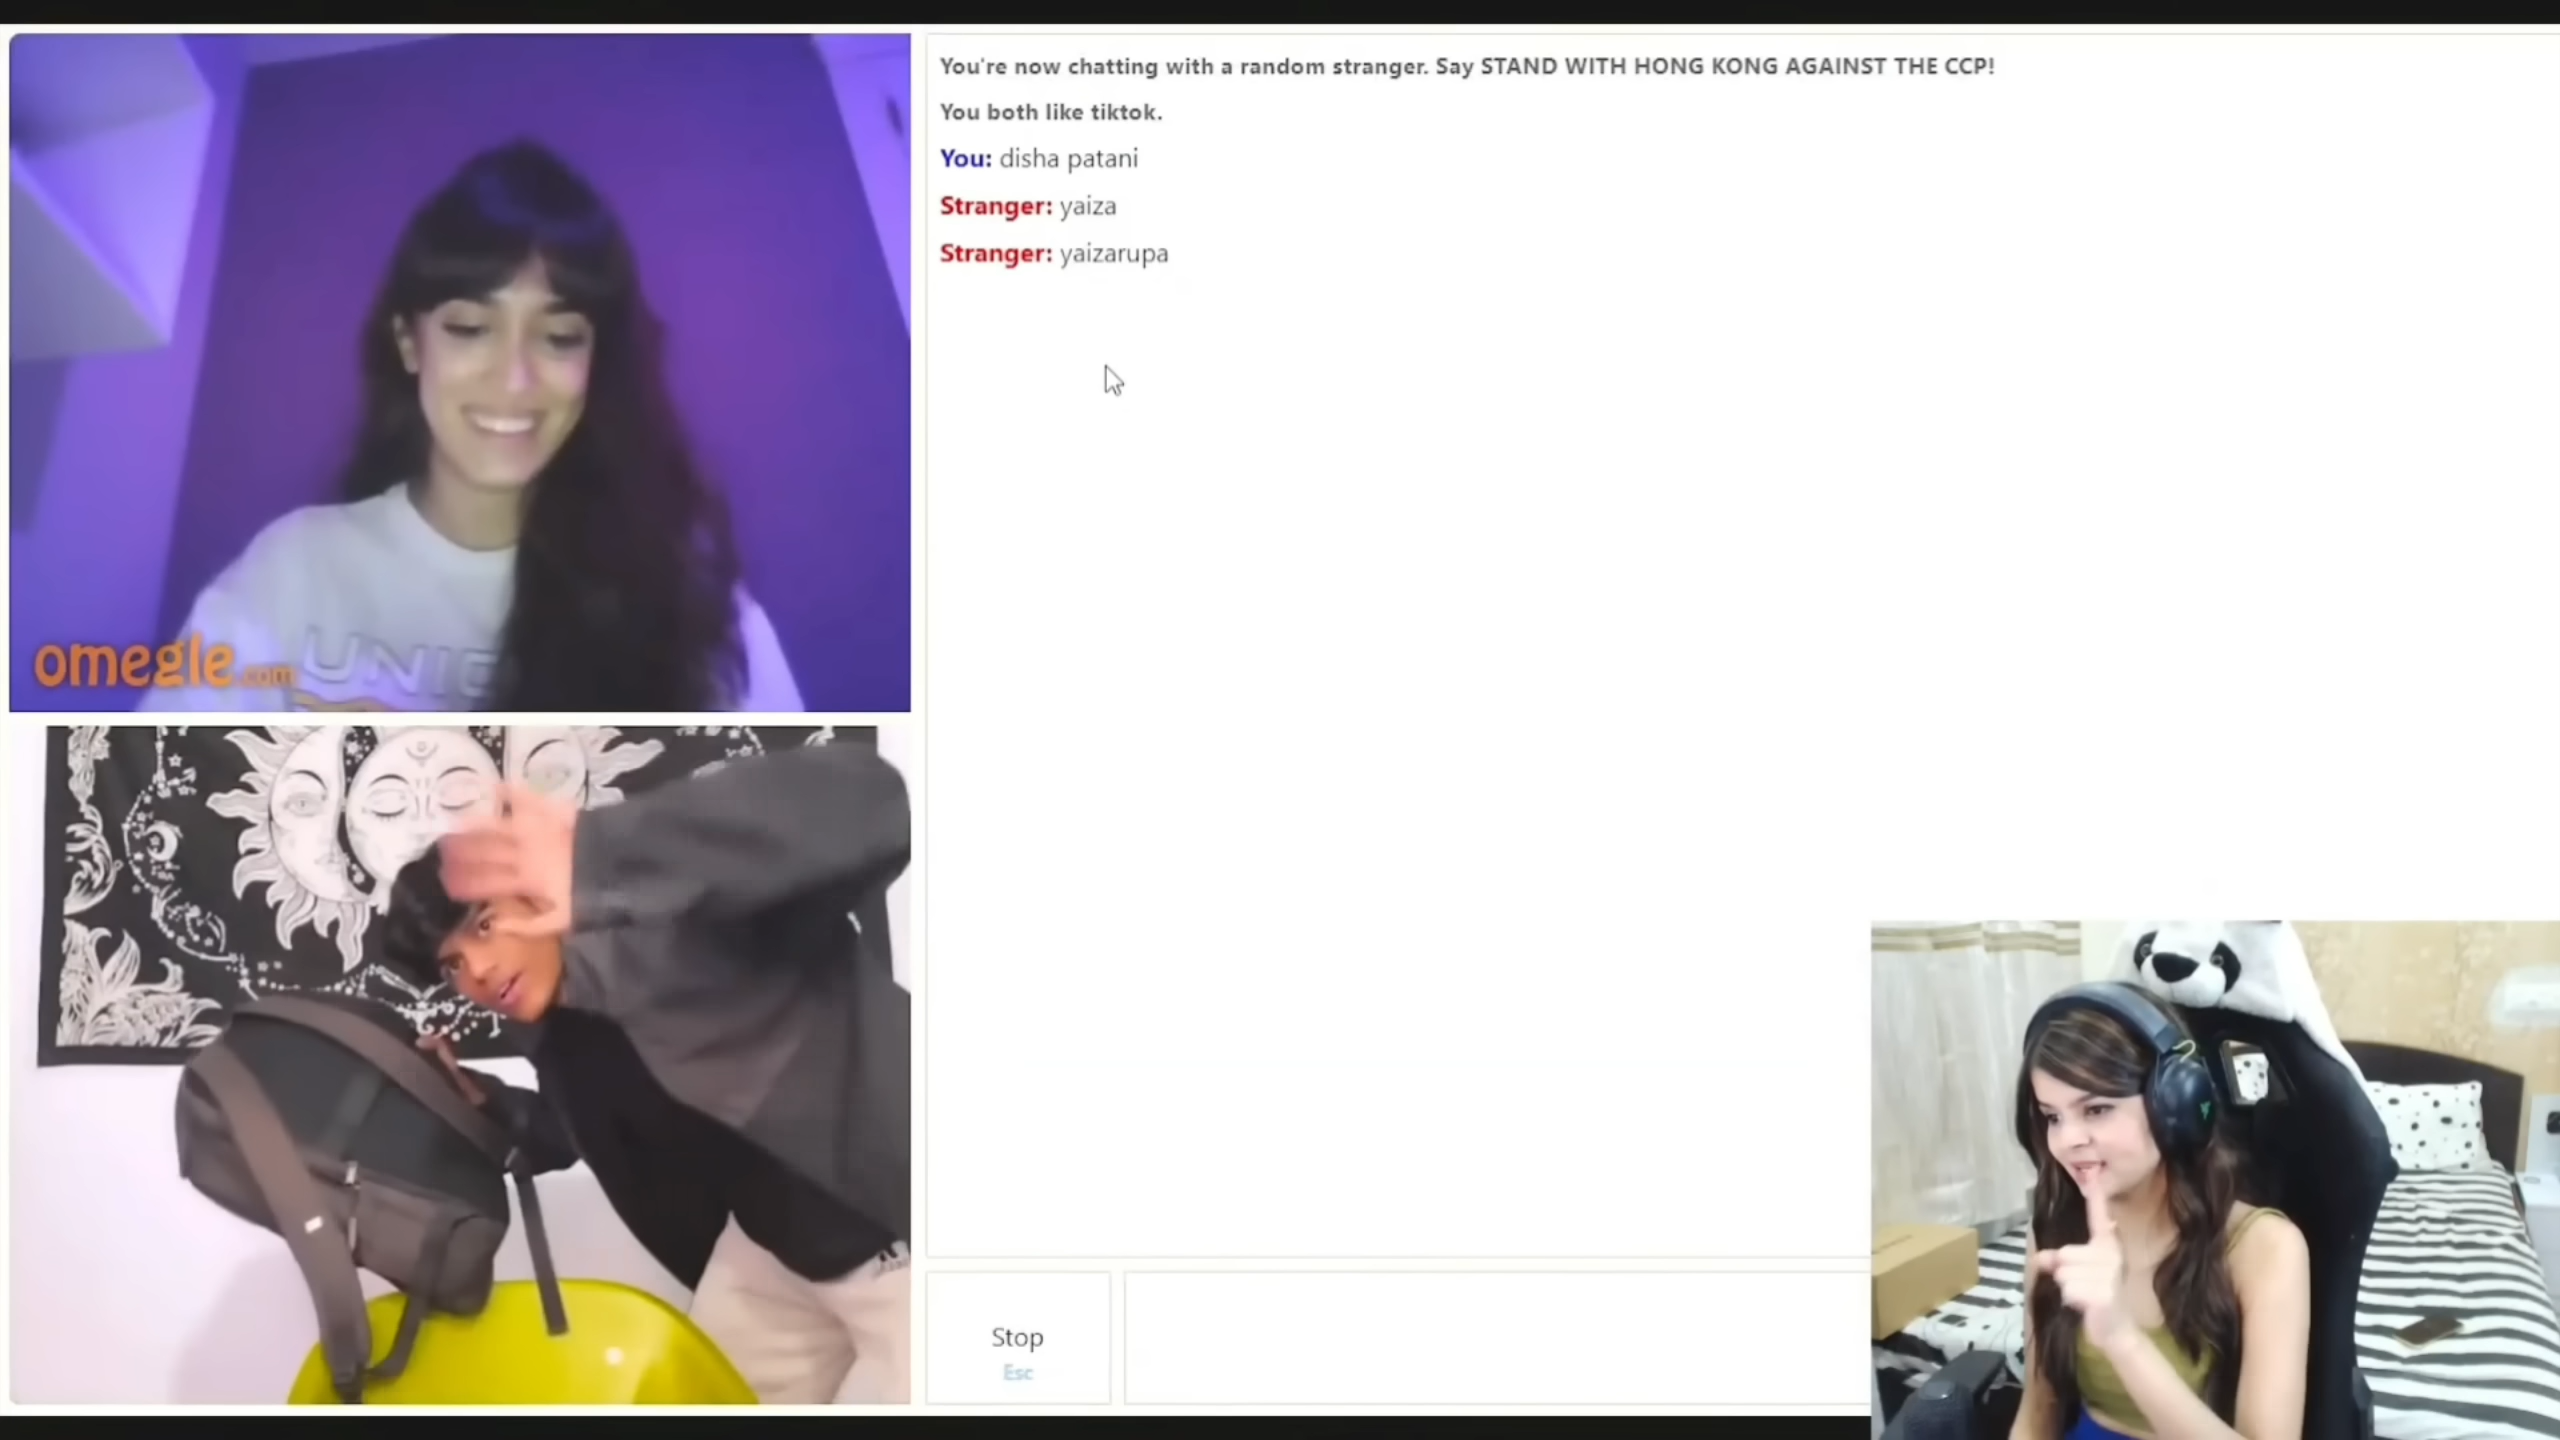 You're now chatting with a random stranger. Say STAND WITH HONG KONG AGAINST THE CCP!
You both like tiktok.
You: disha patani
Stranger: yaiza
Stranger: yaizarupa
omegle.com
UNIC
Stop
Esc